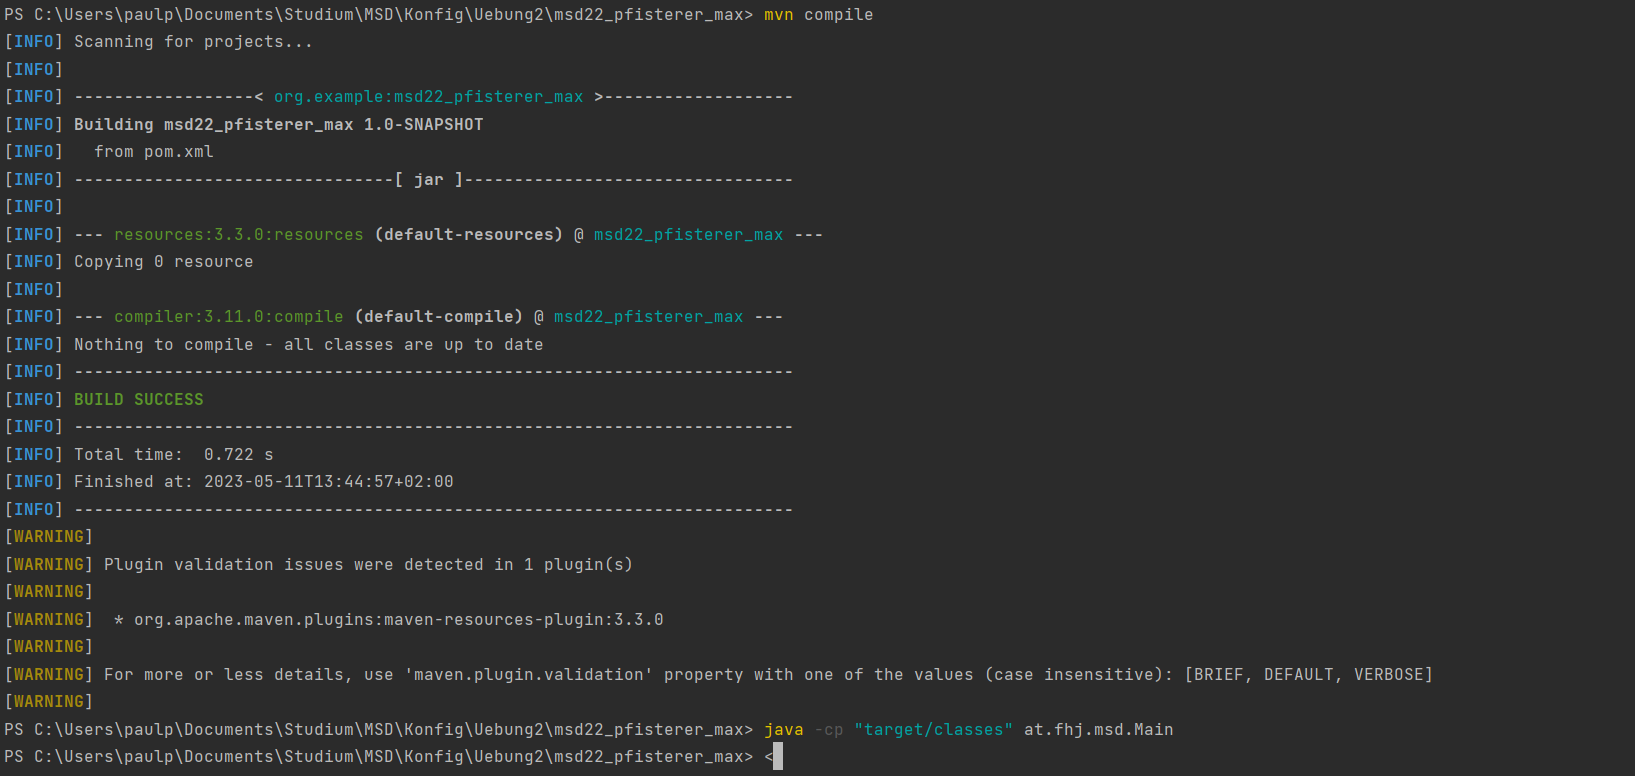 PS C:\Users\paulp\Documents\Studium\MSD\Konfig\Uebung2\msd22_pfisterer_max> mvn compile
[INFO] Scanning for projects...
[INFO]
[INFO] ------------------< org.example:msd22_pfisterer_max >-------------------
[INFO] Building msd22_pfisterer_max 1.0-SNAPSHOT
[INFO]   from pom.xml
[INFO] --------------------------------[ jar ]---------------------------------
[INFO]
[INFO] --- resources:3.3.0:resources (default-resources) @ msd22_pfisterer_max ---
[INFO] Copying 0 resource
[INFO]
[INFO] --- compiler:3.11.0:compile (default-compile) @ msd22_pfisterer_max ---
[INFO] Nothing to compile - all classes are up to date
[INFO] ------------------------------------------------------------------------
[INFO] BUILD SUCCESS
[INFO] ------------------------------------------------------------------------
[INFO] Total time:  0.722 s
[INFO] Finished at: 2023-05-11T13:44:57+02:00
[INFO] ------------------------------------------------------------------------
[WARNING]
[WARNING] Plugin validation issues were detected in 1 plugin(s)
[WARNING]
[WARNING]  * org.apache.maven.plugins:maven-resources-plugin:3.3.0
[WARNING]
[WARNING] For more or less details, use 'maven.plugin.validation' property with one of the values (case insensitive): [BRIEF, DEFAULT, VERBOSE]
[WARNING]
PS C:\Users\paulp\Documents\Studium\MSD\Konfig\Uebung2\msd22_pfisterer_max> java -cp "target/classes" at.fhj.msd.Main
PS C:\Users\paulp\Documents\Studium\MSD\Konfig\Uebung2\msd22_pfisterer_max> <